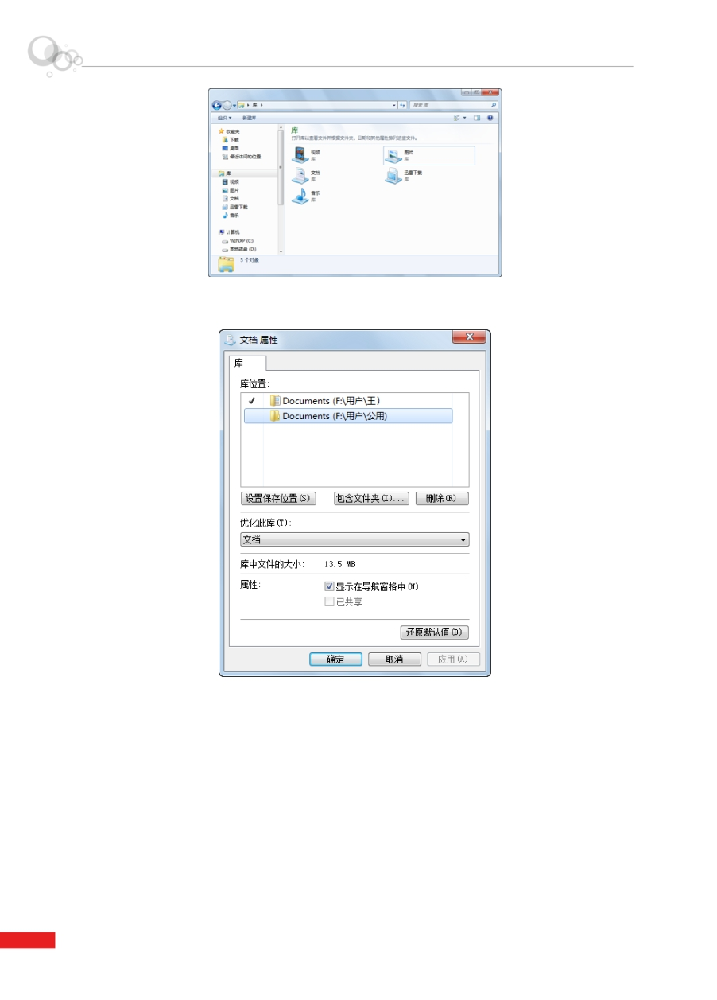 库
搜索 库
组织 新建库
收藏夹
下载
桌面
最近访问的位置
库
视频
图片
文档
迅雷下载
音乐
计算机
WINXP (C:)
本地磁盘 (D:)
库
打开库以查看文件并根据文件夹、日期和其他属性排列这些文件。
视频
库
图片
库
文档
库
迅雷下载
库
音乐
库
5 个对象
文档 属性
库
库位置:
Documents (F:\用户\王)
Documents (F:\用户\公用)
设置保存位置(S) 包含文件夹(I)... 删除(R)
优化此库(T):
文档
库中文件的大小: 13.5 MB
属性: 显示在导航窗格中(N)
已共享
还原默认值(D)
确定 取消 应用(A)